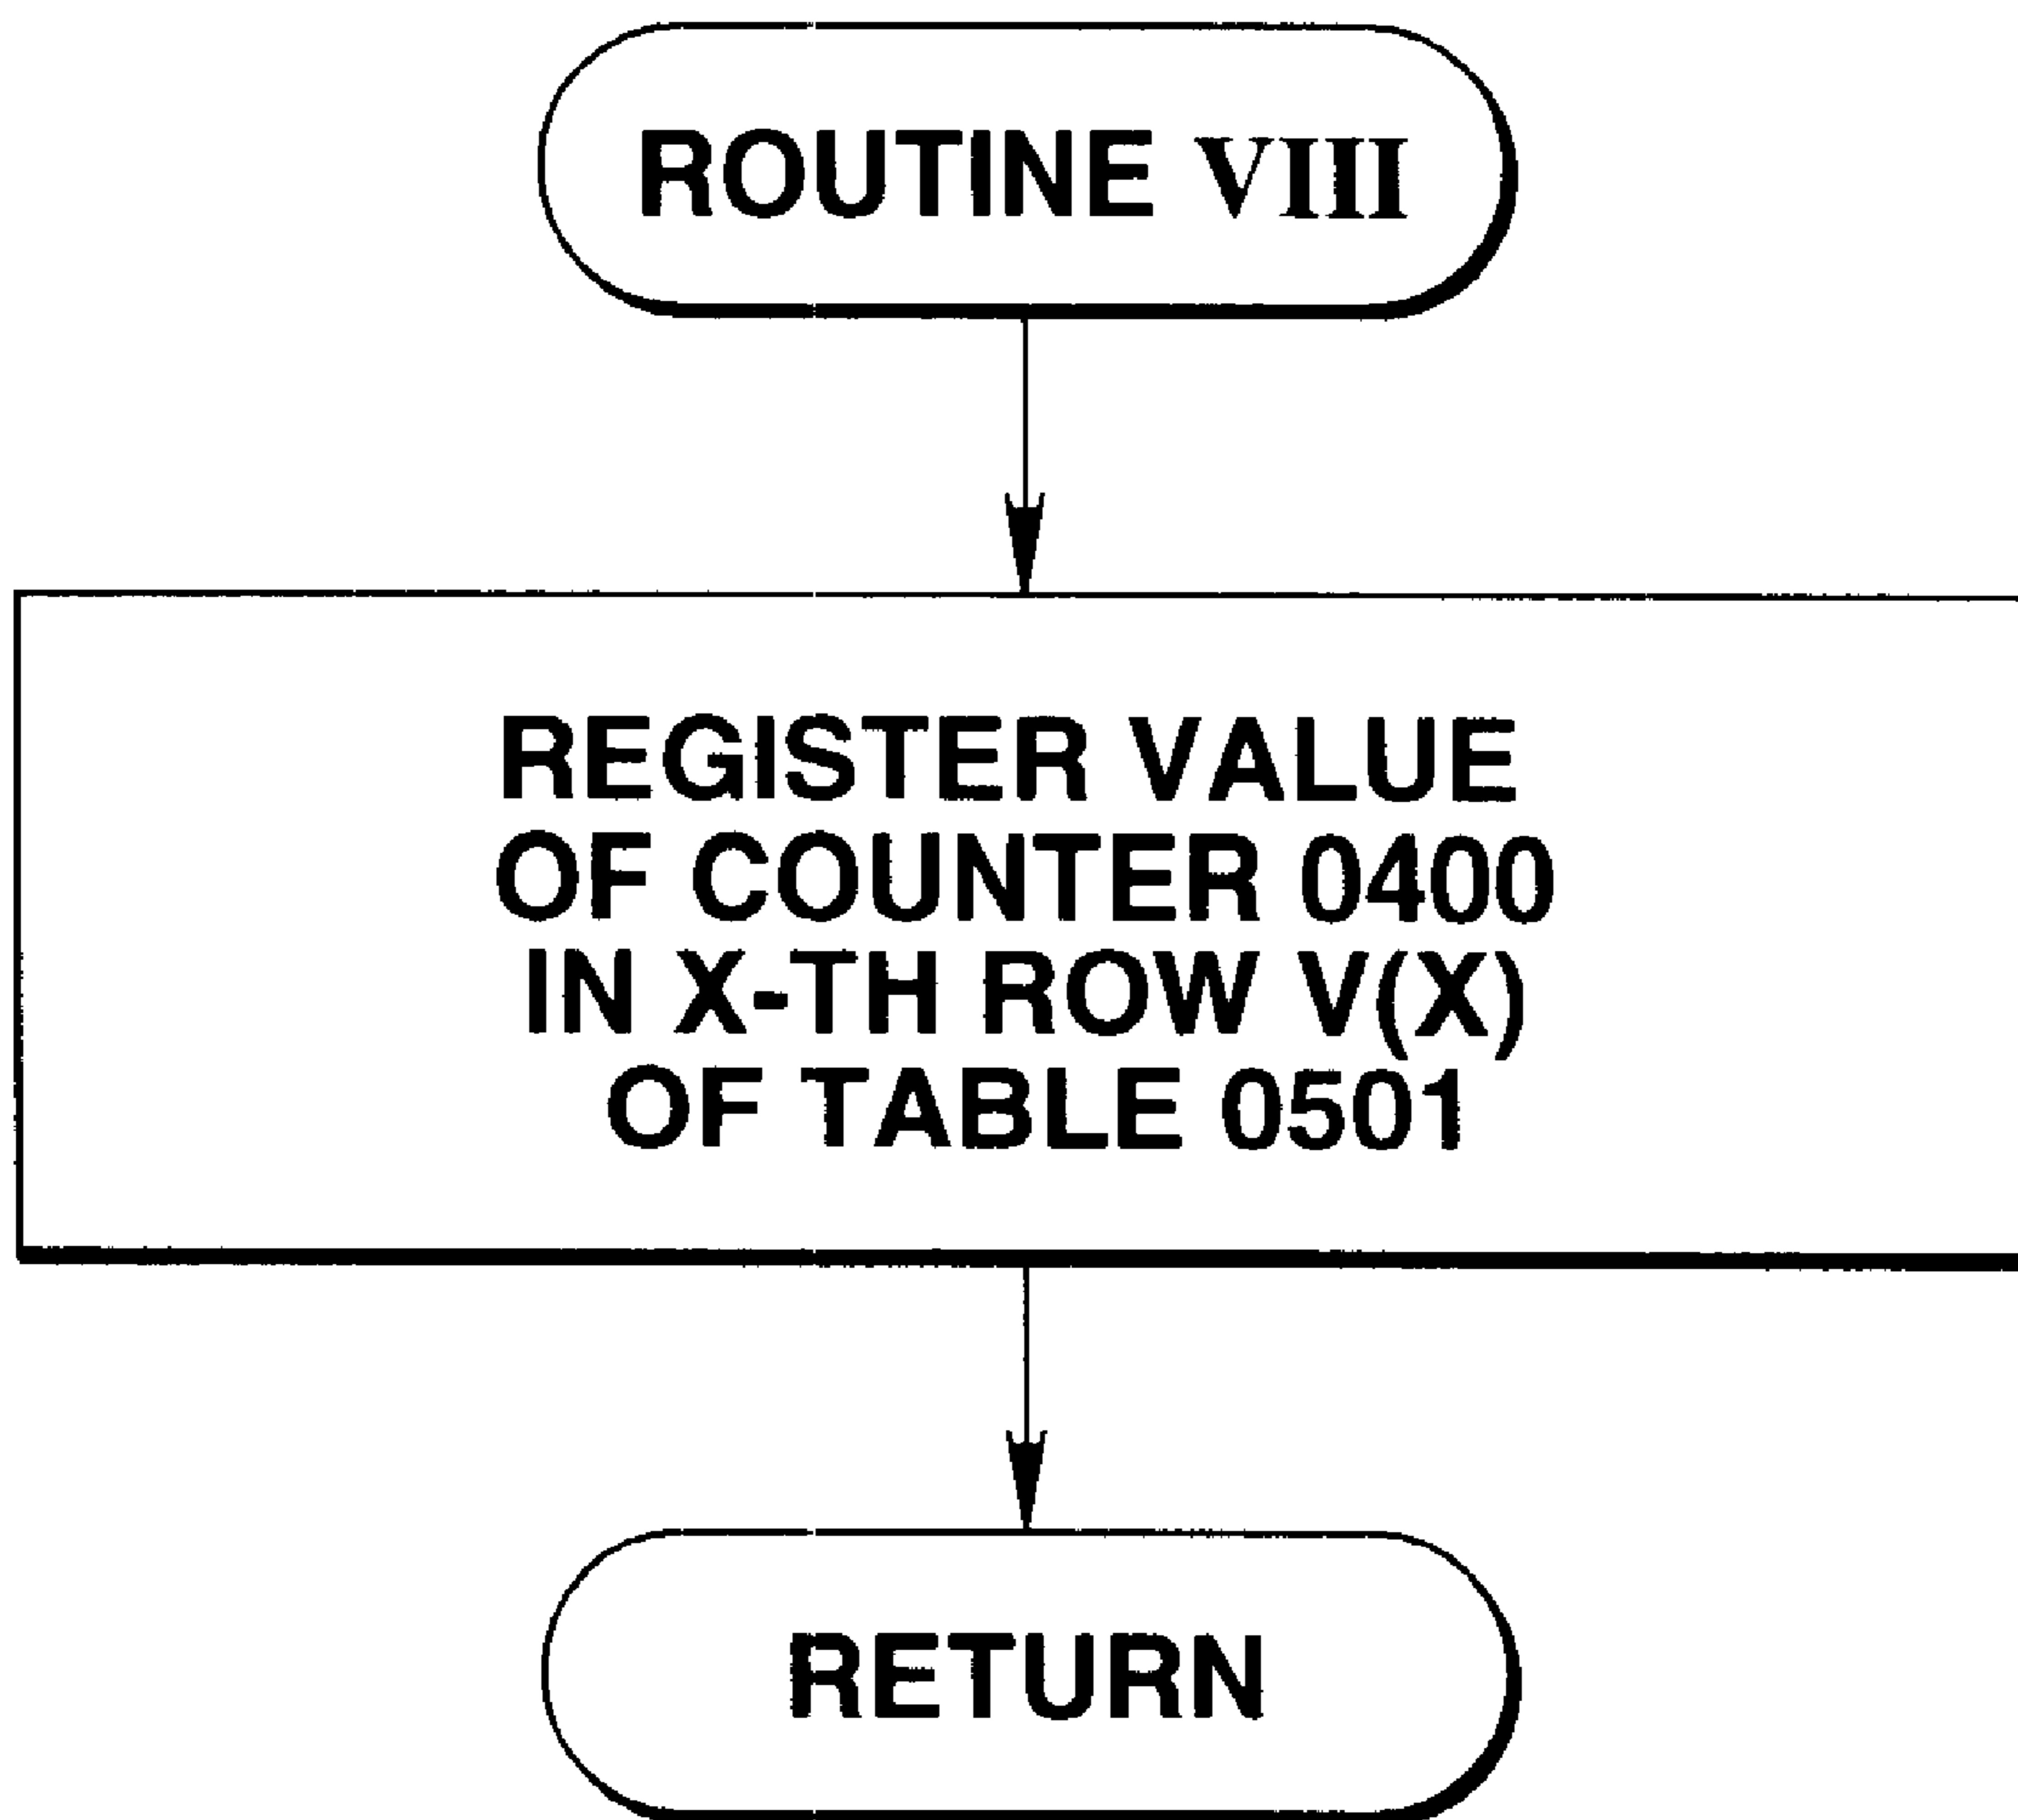 ROUTINE VIII
REGISTER VALUE
OF COUNTER 0400
IN X-TH ROW V(X)
OF TABLE 0501
RETURN